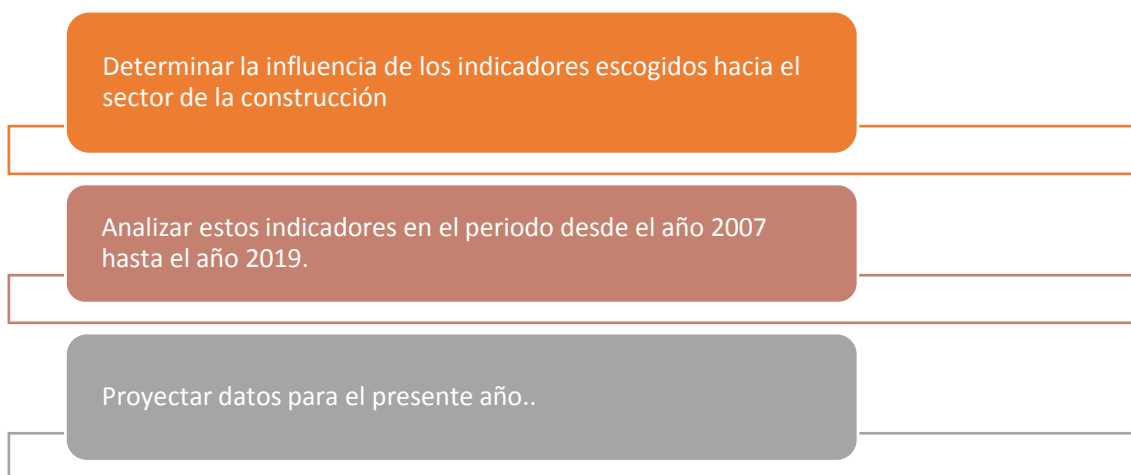 Determinar la influencia de los indicadores escogidos hacia el
sector de la construcción
Analizar estos indicadores en el periodo desde el año 2007
hasta el año 2019.
Proyectar datos para el presente año..